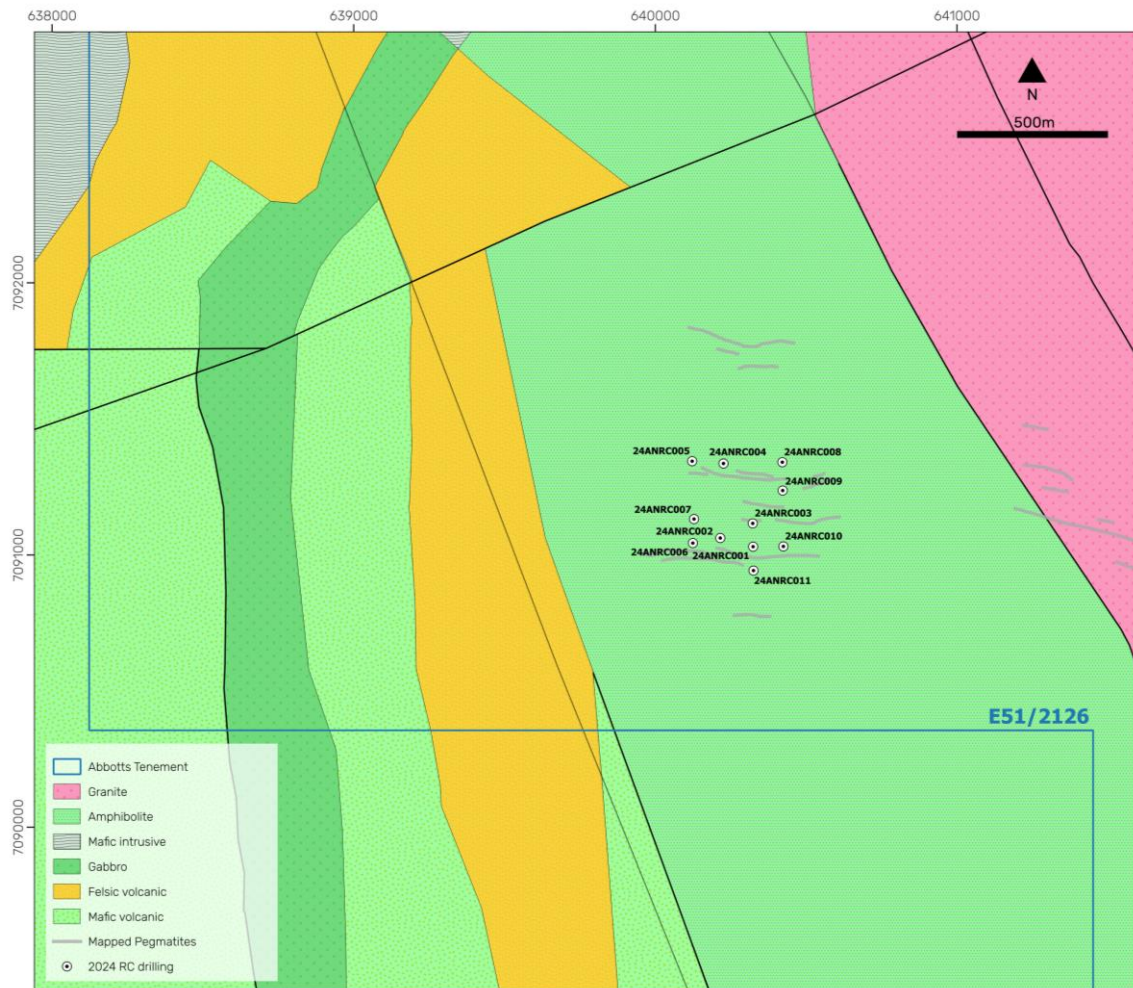 638000
639000
640000
641000
N
500m
7092000
7091000
7090000
24ANRC005
24ANRC004
24ANRC008
24ANRC009
24ANRC007
24ANRC003
24ANRC002
24ANRC010
24ANRC006
24ANRC001
24ANRC011
E51/2126
Abbotts Tenement
Granite
Amphibolite
Mafic intrusive
Gabbro
Felsic volcanic
Mafic volcanic
Mapped Pegmatites
2024 RC drilling